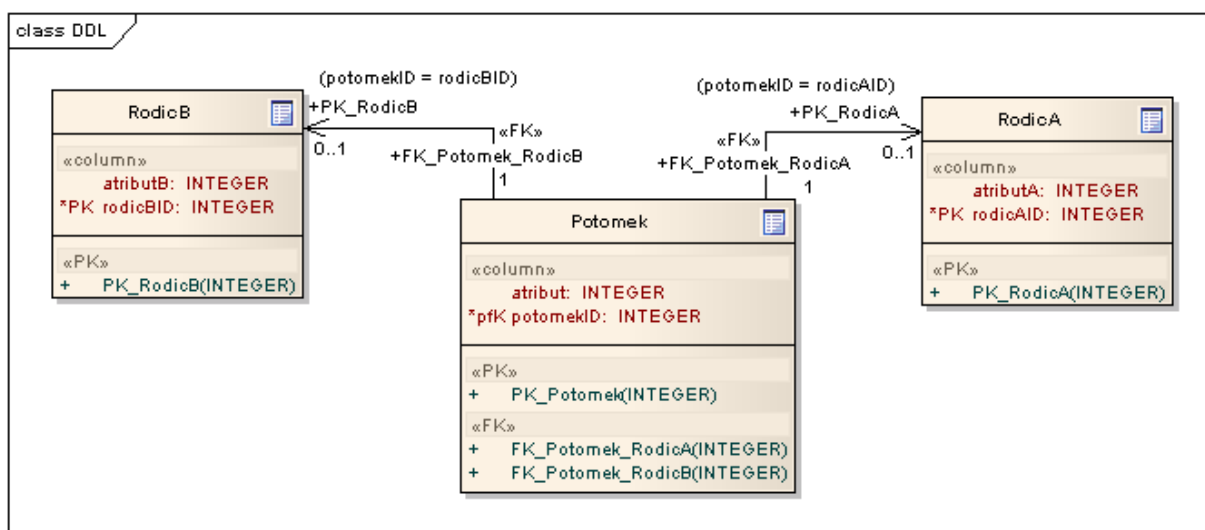 class DDL
(potomekID = rodicBID)
+PK_RodicB
«FK»
0..1
+FK_Potomek_RodicB
1
(potomekID = rodicAID)
+PK_RodicA
«FK»
0..1
+FK_Potomek_RodicA
1
RodicB
«column»
atributB: INTEGER
*PK rodicBID: INTEGER
«PK»
+ PK_RodicB(INTEGER)
Potomek
«column»
atribut: INTEGER
*pfK potomekID: INTEGER
«PK»
+ PK_Potomek(INTEGER)
«FK»
+ FK_Potomek_RodicA(INTEGER)
+ FK_Potomek_RodicB(INTEGER)
RodicA
«column»
atributA: INTEGER
*PK rodicAID: INTEGER
«PK»
+ PK_RodicA(INTEGER)